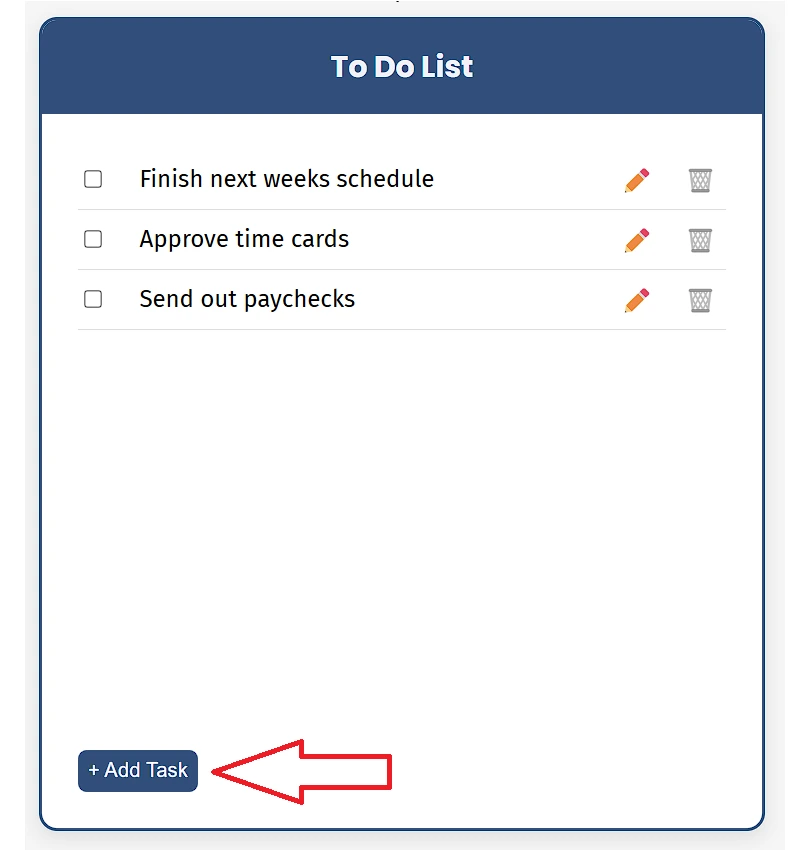 To Do List
Finish next weeks schedule
Approve time cards
Send out paychecks
+ Add Task